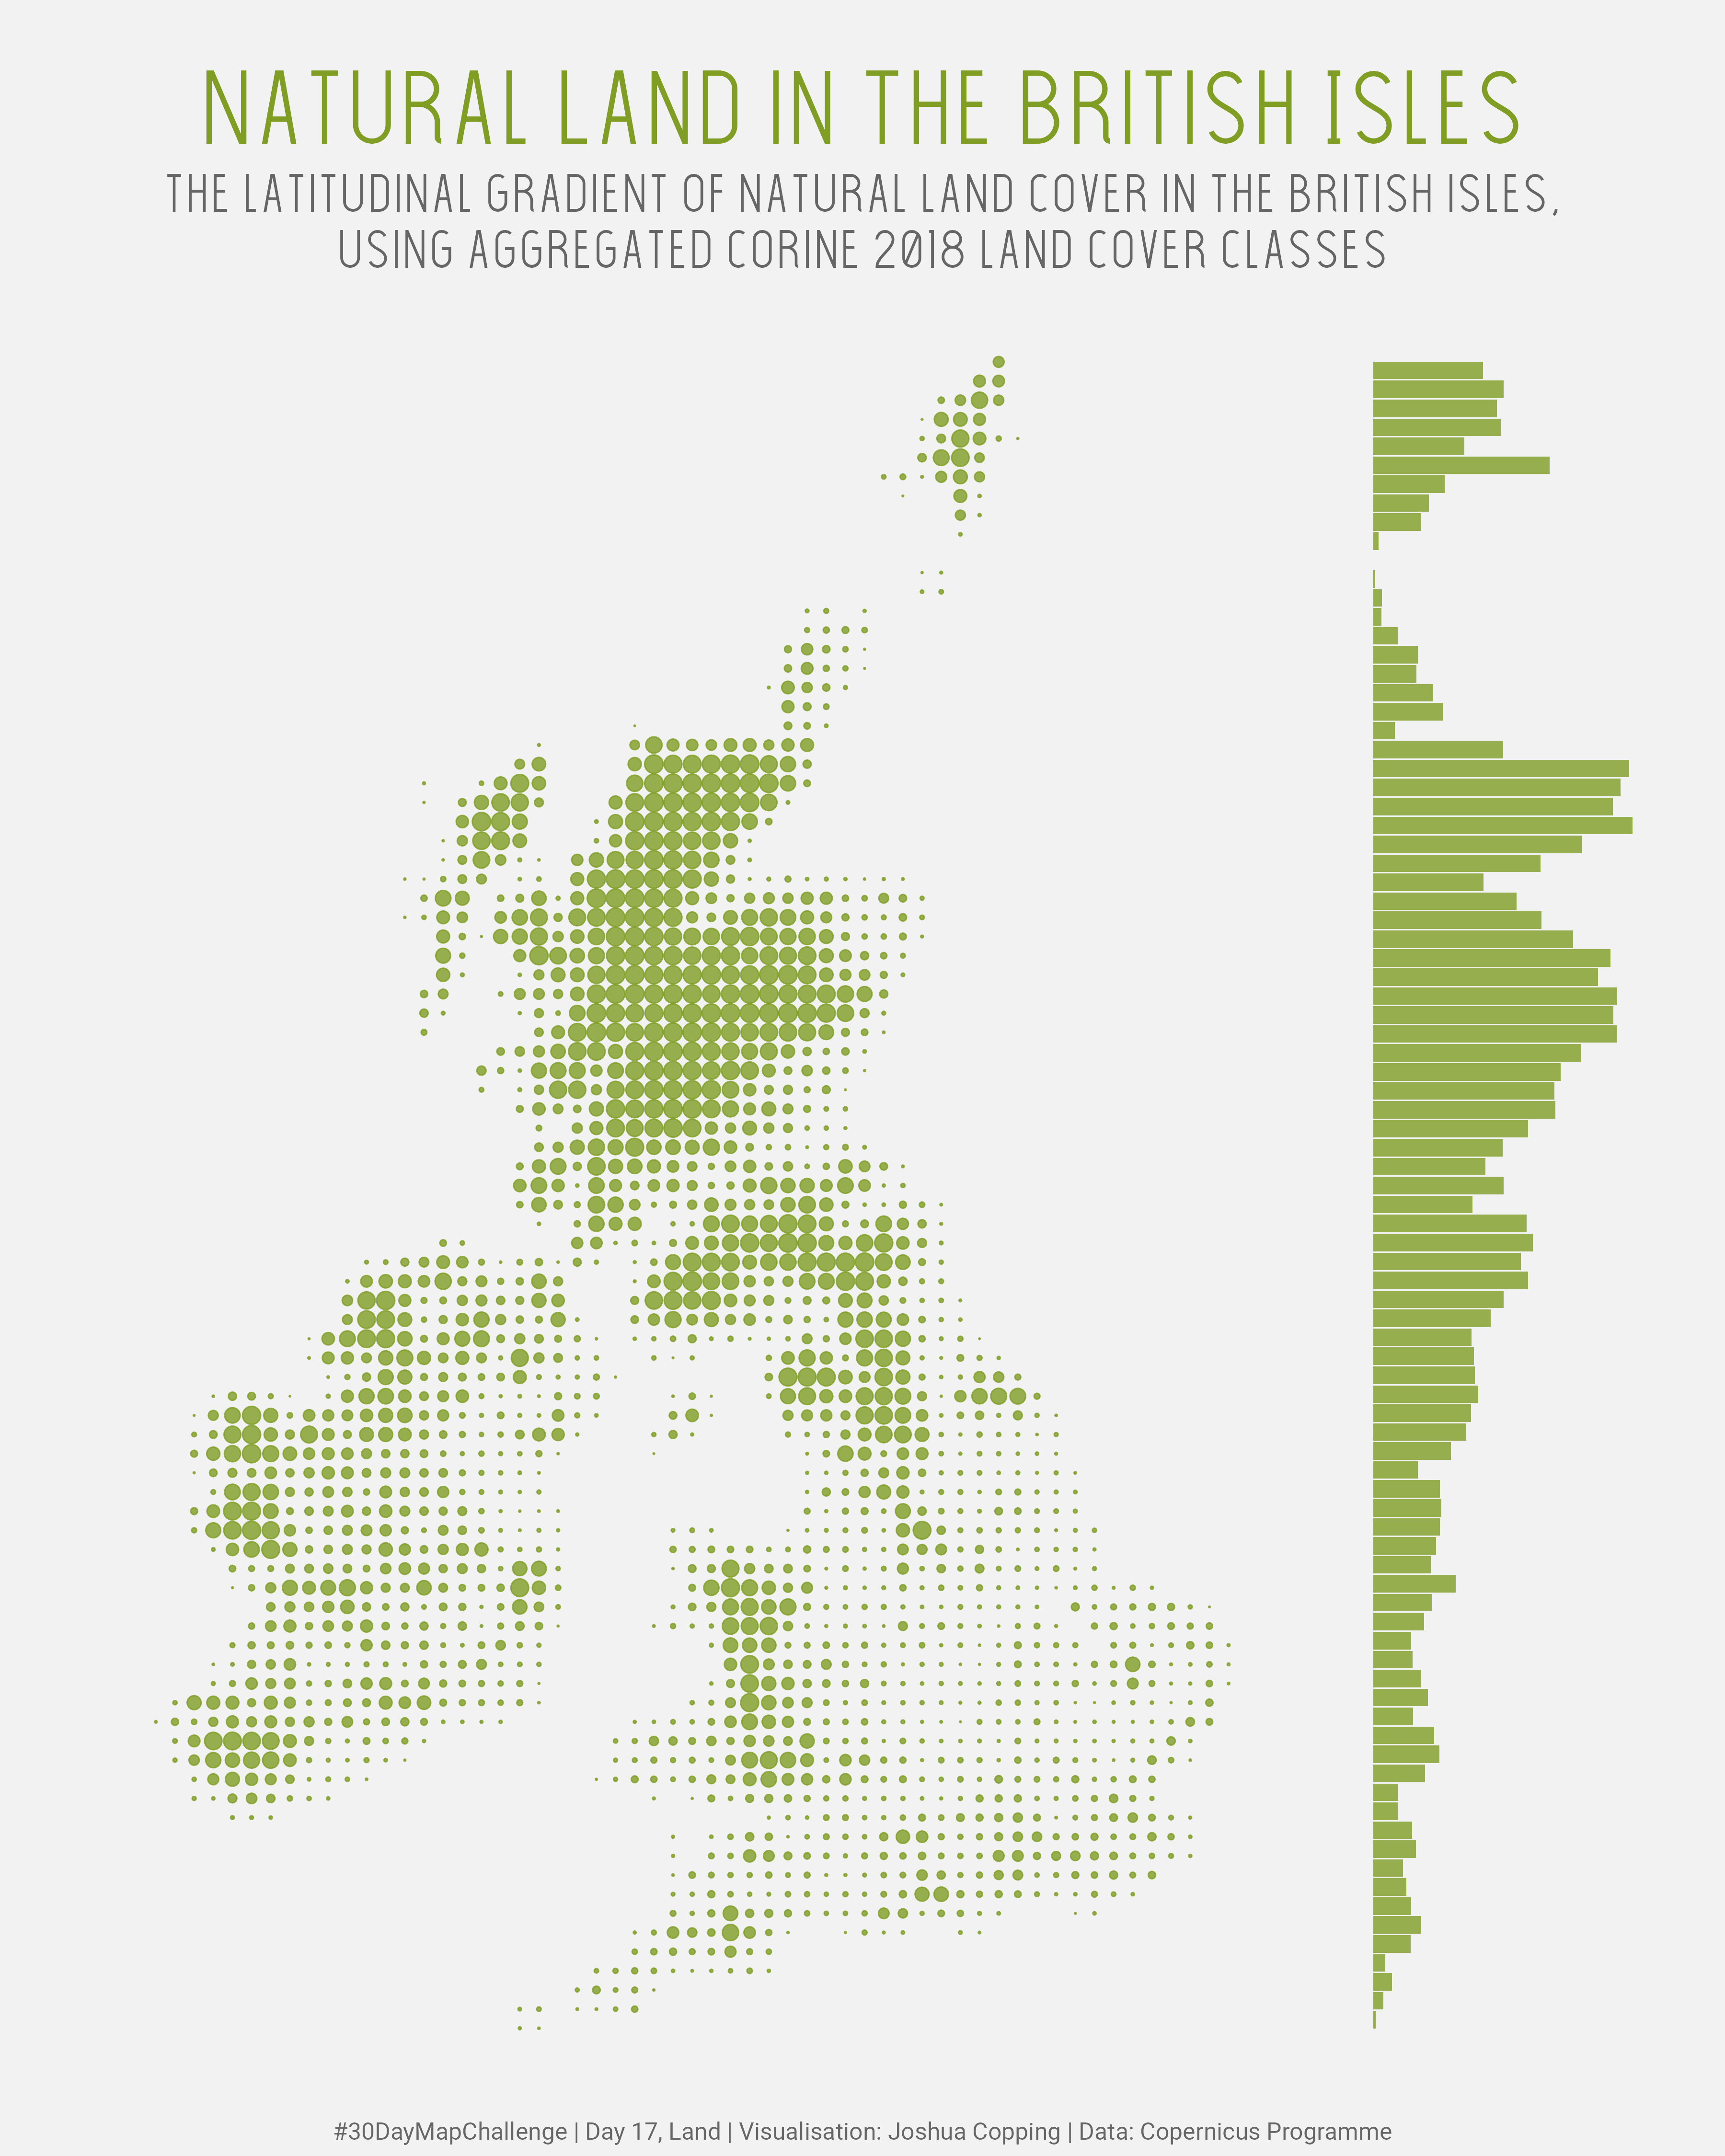 NATURAL LAND IN THE BRITISH ISLES
THE LATITUDINAL GRADIENT OF NATURAL LAND COVER IN THE BRITISH ISLES,
USING AGGREGATED CORINE 2018 LAND COVER CLASSES
#30DayMapChallenge | Day 17, Land | Visualisation: Joshua Copping | Data: Copernicus Programme